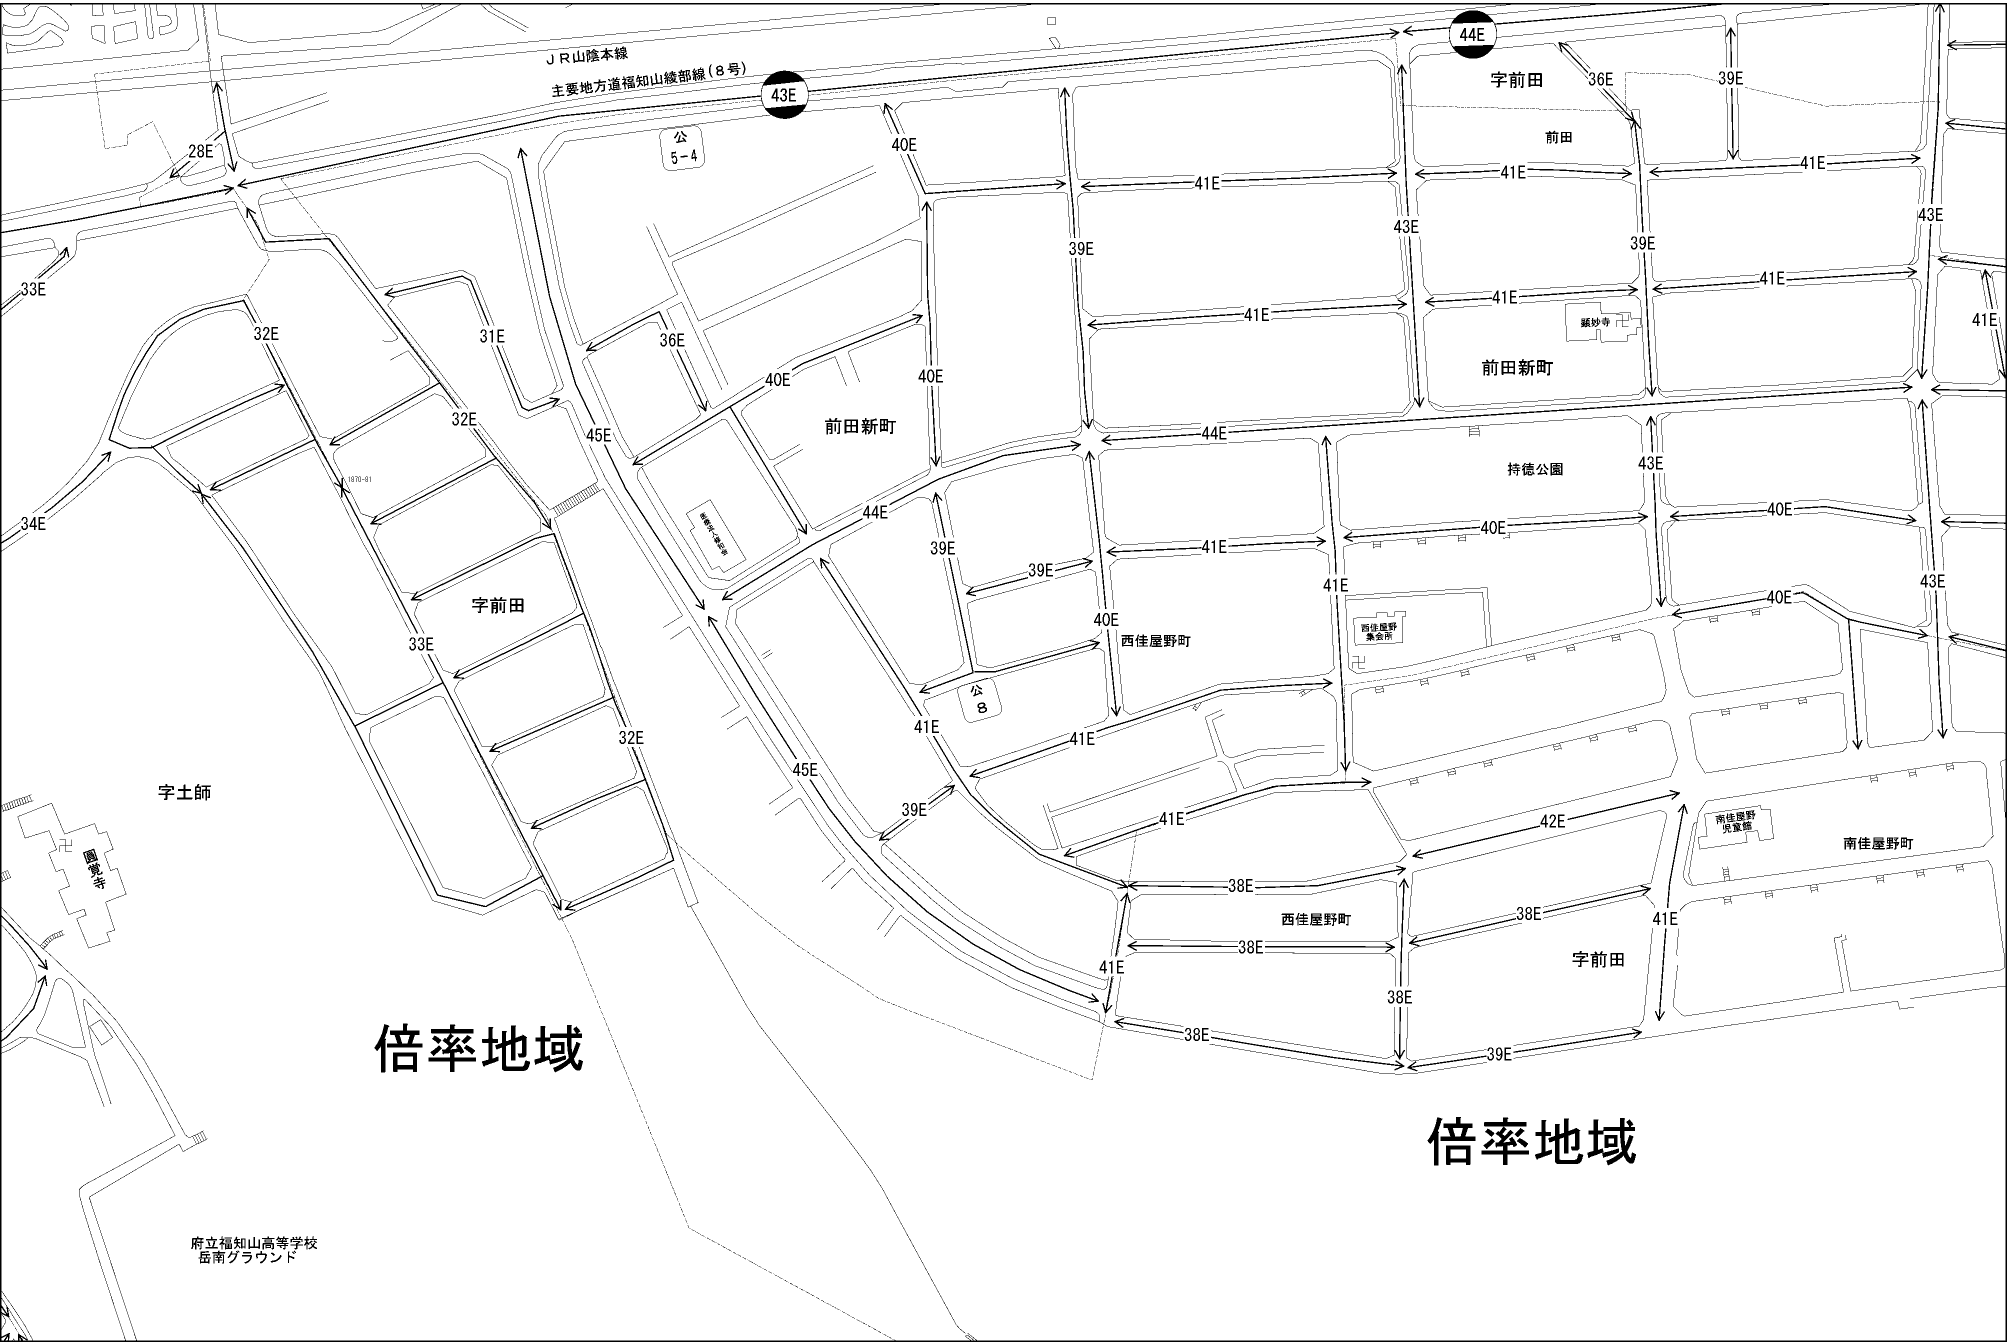 ＪＲ山陰本線
主要地方道福知山綾部線(８号)
44E
43E
字前田
36E
39E
公
5-4
28E
40E
前田
41E
41E
41E
43E
43E
39E
39E
33E
41E
41E
41E
41E
32E
31E
36E
顕妙寺
前田新町
40E
40E
32E
前田新町
45E
44E
持徳公園
43E
1870-81
34E
44E
40E
40E
39E
41E
39E
41E
43E
字前田
40E
40E
33E
西佳屋野町
西佳屋野
集会所
公
8
41E
41E
32E
45E
字土師
39E
41E
42E
南佳屋野
児童館
南佳屋野町
圓覚寺
38E
西佳屋野町
38E
41E
38E
字前田
41E
38E
38E
39E
倍率地域
倍率地域
府立福知山高等学校
岳南グラウンド